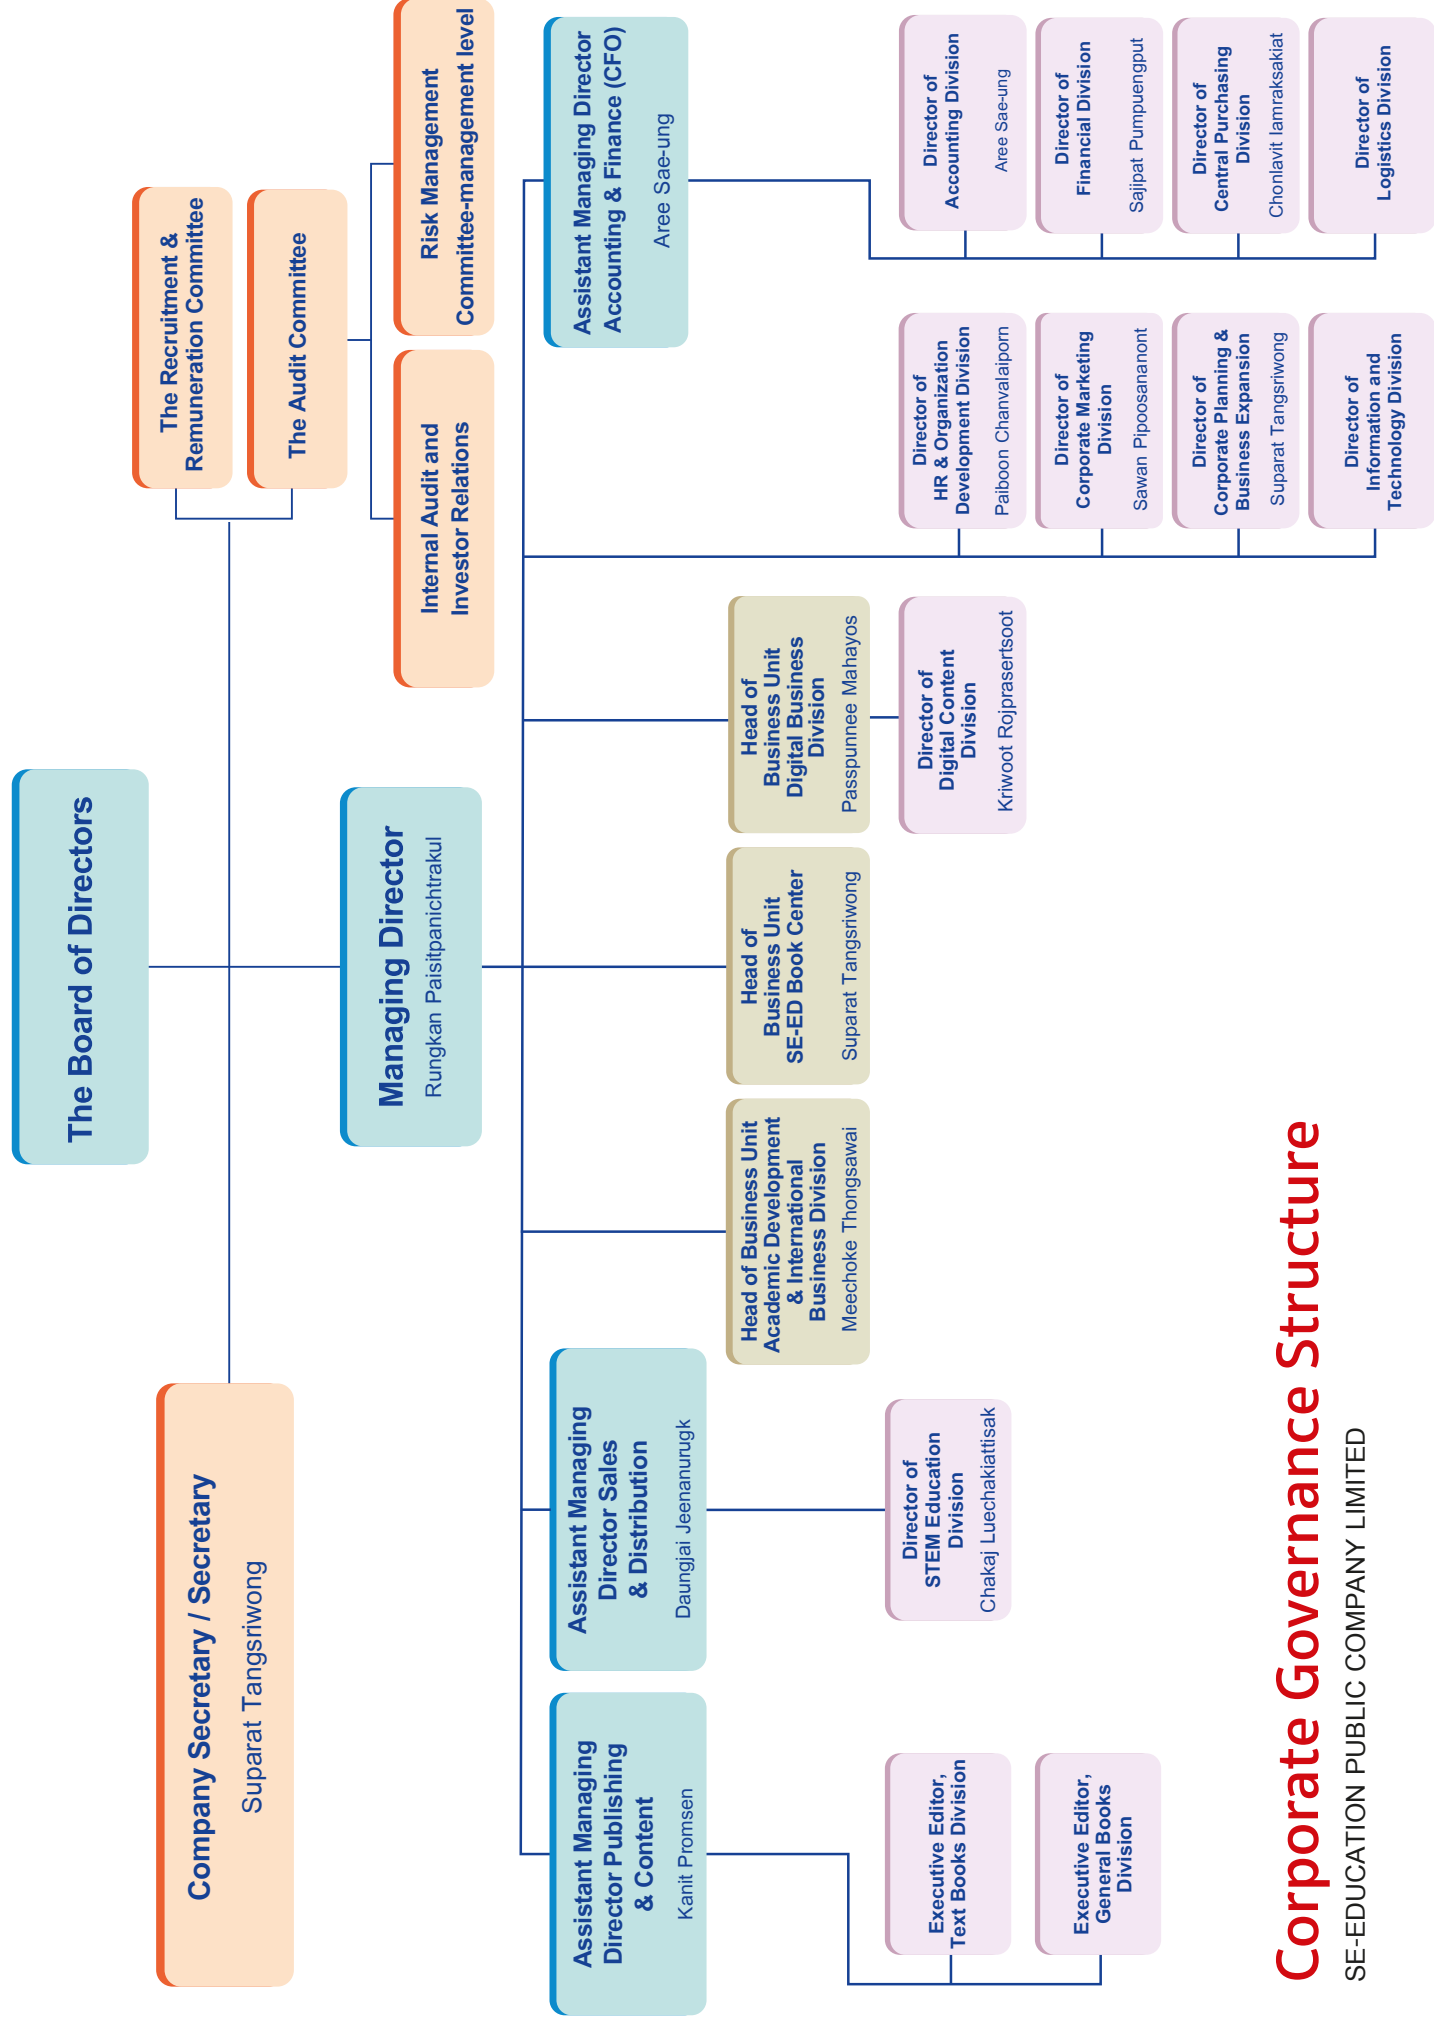 The Board of Directors
Company Secretary / Secretary
Suparat Tangsriwong
The Recruitment &
Remuneration Committee
The Audit Committee
Managing Director
Rungkan Paisitpanichtrakul
Internal Audit and
Investor Relations
Risk Management
Committee-management level
Assistant Managing
Director Publishing
& Content
Kanit Promsen
Assistant Managing
Director Sales
& Distribution
Daungjai Jeenanurugk
Assistant Managing Director
Accounting & Finance (CFO)
Aree Sae-ung
Head of Business Unit
Academic Development
& International
Business Division
Meechoke Thongsawai
Head of
Business Unit
SE-ED Book Center
Suparat Tangsriwong
Head of
Business Unit
Digital Business
Division
Passpunnee Mahayos
Executive Editor,
Text Books Division
Executive Editor,
General Books
Division
Director of
STEM Education
Division
Chakaj Luechakiattisak
Director of
Digital Content
Division
Kriwoot Rojprasertsoot
Director of
HR & Organization
Development Division
Paiboon Chanvalaiporn
Director of
Corporate Marketing
Division
Sawan Pipoosananont
Director of
Corporate Planning &
Business Expansion
Suparat Tangsriwong
Director of
Information and
Technology Division
Director of
Accounting Division
Aree Sae-ung
Director of
Financial Division
Sajipat Pumpuengput
Director of
Central Purchasing
Division
Chonlavit Iamraksakiat
Director of
Logistics Division
Corporate Governance Structure
SE-EDUCATION PUBLIC COMPANY LIMITED